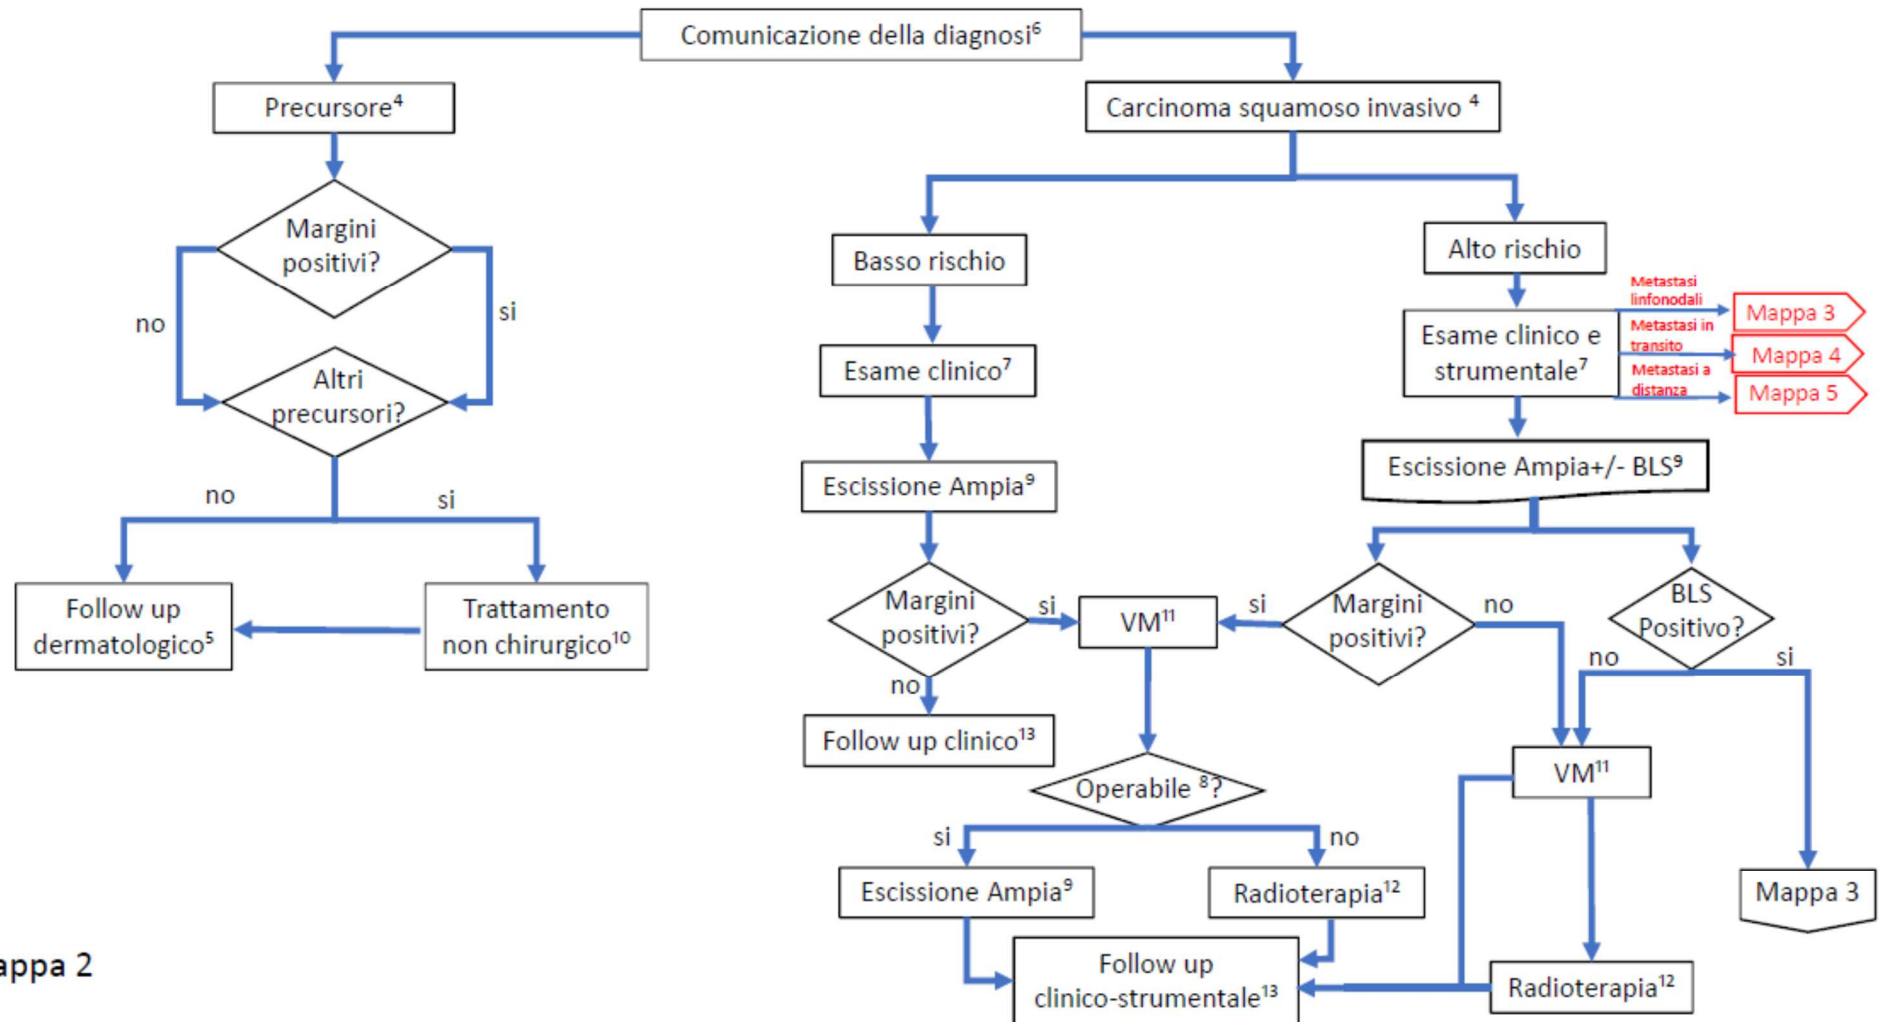 Comunicazione della diagnosi⁶
Precursore⁴
Carcinoma squamoso invasivo ⁴
Margini
positivi?
no
si
Altri
precursori?
no
si
Follow up
dermatologico⁵
Trattamento
non chirurgico¹⁰
Basso rischio
Alto rischio
Esame clinico⁷
Esame clinico e
strumentale⁷
Metastasi
linfonodali
Mappa 3
Metastasi in
transito
Mappa 4
Metastasi a
distanza
Mappa 5
Escissione Ampia⁹
Escissione Ampia+/- BLS⁹
Margini
positivi?
si
VM¹¹
si
Margini
positivi?
no
BLS
Positivo?
no
si
no
Follow up clinico¹³
Operabile ⁸?
VM¹¹
si
no
Escissione Ampia⁹
Radioterapia¹²
Mappa 3
Follow up
clinico-strumentale¹³
Radioterapia¹²
appa 2